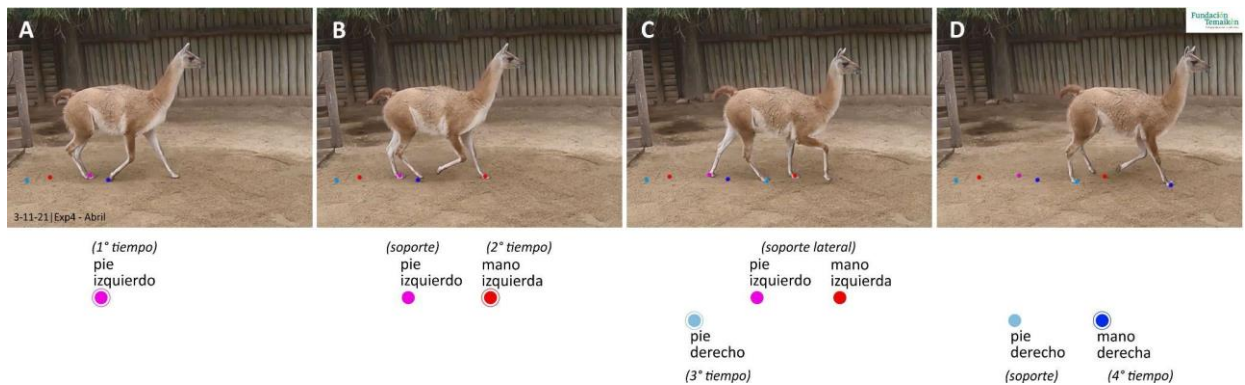 A
B
C
D
Fundación
Temaikèn
3-11-21|Exp4 - Abril
(1° tiempo)
pie
izquierdo
(soporte)
pie
izquierdo
(2° tiempo)
mano
izquierda
(soporte lateral)
pie
izquierdo
mano
izquierda
pie
derecho
(3° tiempo)
pie
derecho
(soporte)
mano
derecha
(4° tiempo)